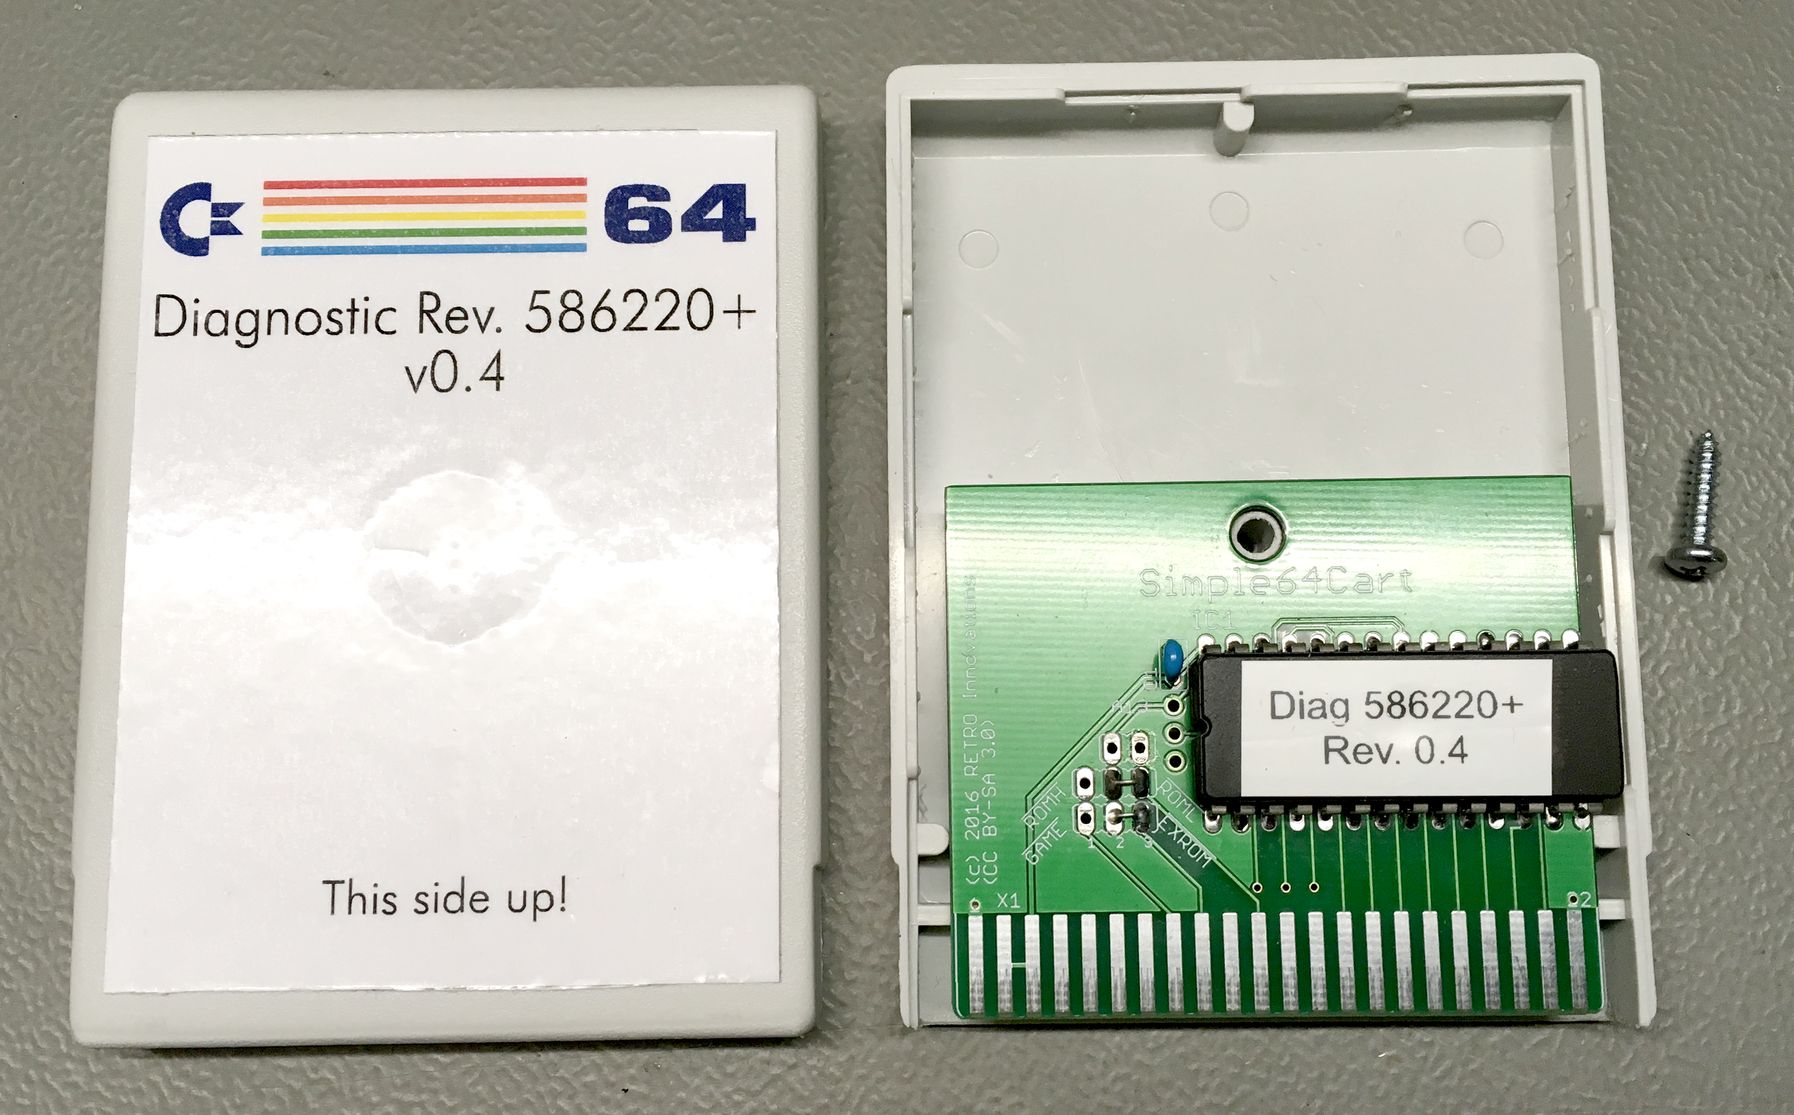 64
Diagnostic Rev. 586220+
v0.4
This side up!
Simple64Cart
IC1
(c) 2016 RETRO Innovations
(CC BY-SA 3.0)
Diag 586220+
Rev. 0.4
ROMH
ROML
GAME
EXROM
1 2 3
X1